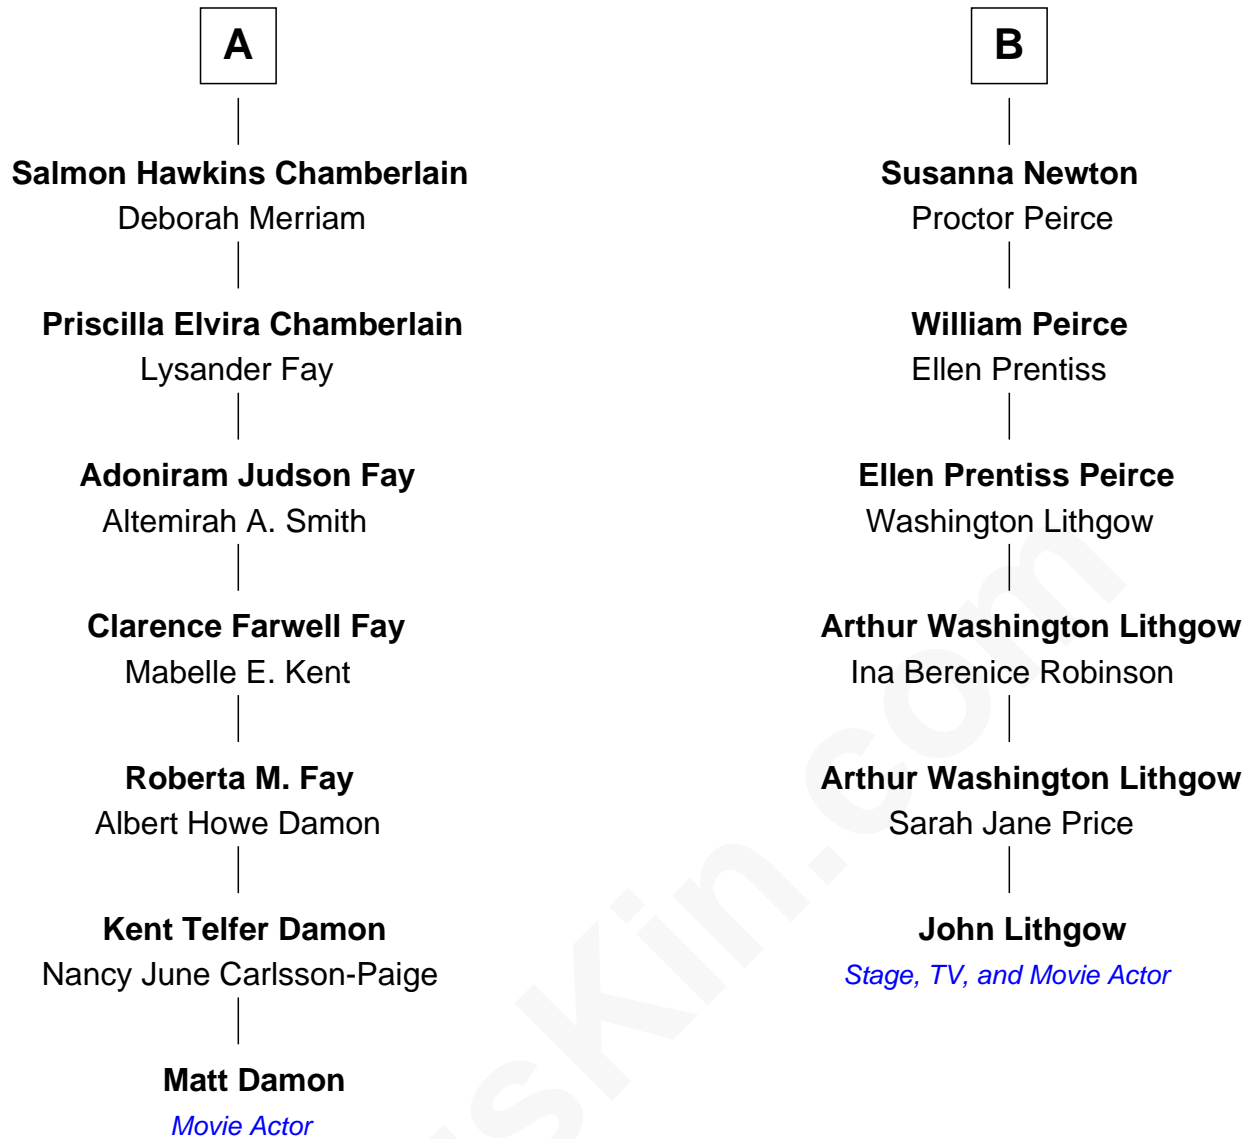 A
Salmon Hawkins Chamberlain
Deborah Merriam
Priscilla Elvira Chamberlain
Lysander Fay
Adoniram Judson Fay
Altemirah A. Smith
Clarence Farwell Fay
Mabelle E. Kent
Roberta M. Fay
Albert Howe Damon
Kent Telfer Damon
Nancy June Carlsson-Paige
Matt Damon
Movie Actor
B
Susanna Newton
Proctor Peirce
William Peirce
Ellen Prentiss
Ellen Prentiss Peirce
Washington Lithgow
Arthur Washington Lithgow
Ina Berenice Robinson
Arthur Washington Lithgow
Sarah Jane Price
John Lithgow
Stage, TV, and Movie Actor